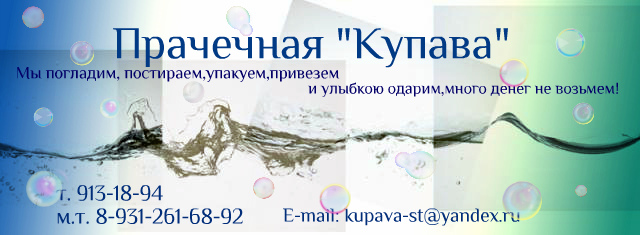 Прачечная "Купава"
Мы погладим, постираем,упакуем,привезем
и улыбкою одарим,много денег не возьмем!
т. 913-18-94
м.т. 8-931-261-68-92
E-mail: kupava-st@yandex.ru